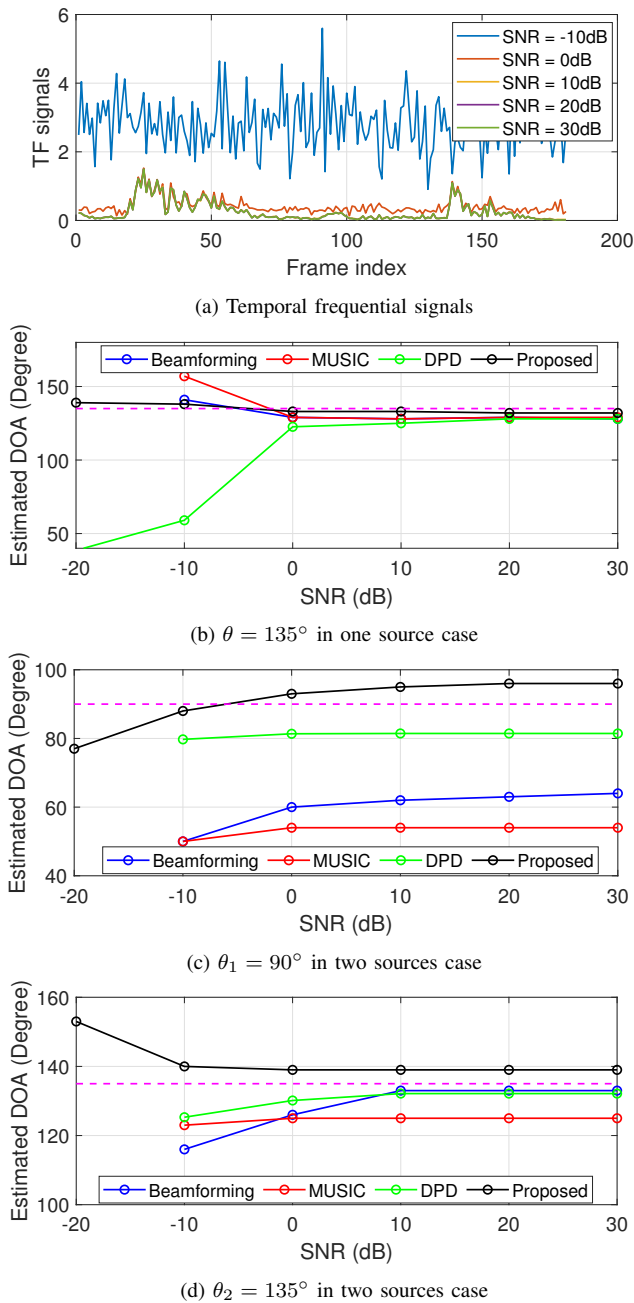 6
4
2
0
TF signals
SNR = -10dB
SNR = 0dB
SNR = 10dB
SNR = 20dB
SNR = 30dB
0 50 100 150 200
Frame index
(a) Temporal frequential signals
Beamforming MUSIC DPD Proposed
150
100
50
Estimated DOA (Degree)
-20 -10 0 10 20 30
SNR (dB)
(b) θ = 135° in one source case
100
80
60
40
Estimated DOA (Degree)
Beamforming MUSIC DPD Proposed
-20 -10 0 10 20 30
SNR (dB)
(c) θ₁ = 90° in two sources case
160
140
120
100
Estimated DOA (Degree)
Beamforming MUSIC DPD Proposed
-20 -10 0 10 20 30
SNR (dB)
(d) θ₂ = 135° in two sources case